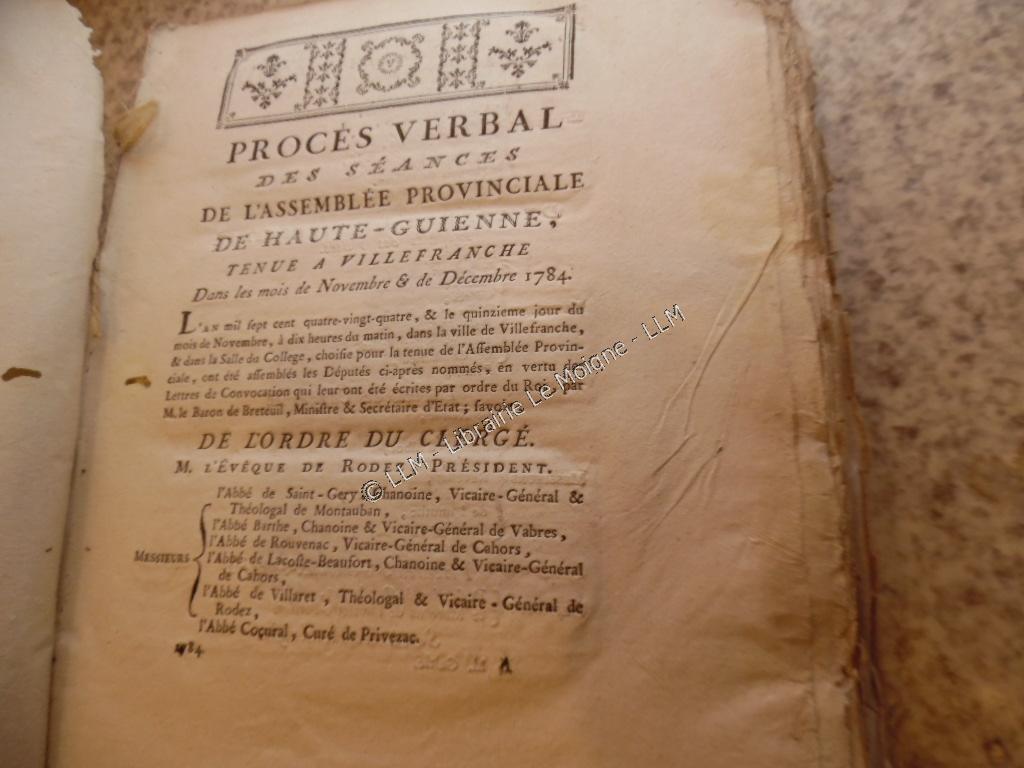 PROCÈS VERBAL
DES SÉANCES
DE L'ASSEMBLÉE PROVINCIALE
DE HAUTE-GUIENNE,
TENUE A VILLEFRANCHE
Dans les mois de Novembre & de Décembre 1784.
L'AN mil sept cent quatre-vingt-quatre, & le quinzieme jour du
mois de Novembre, à dix heures du matin, dans la ville de Villefranche,
& dans la Salle du College, choisie pour la tenue de l'Assemblée Provin-
ciale, ont été assemblés les Députés ci-après nommés, en vertu des
Lettres de Convocation qui leur ont été écrites par ordre du Roi, par
M. le Baron de Breteuil, Ministre & Secrétaire d'Etat; savoir,
DE L'ORDRE DU CLERGÉ.
M. L'ÉVÊQUE DE RODEZ, PRÉSIDENT.
MESSIEURS
l'Abbé de Saint-Gery, Chanoine, Vicaire-Général &
Théologal de Montauban,
l'Abbé Barthe, Chanoine & Vicaire-Général de Vabres,
l'Abbé de Rouvenac, Vicaire-Général de Cahors,
l'Abbé de Lacoste-Beaufort, Chanoine & Vicaire-Général
de Cahors,
l'Abbé de Villaret, Théologal & Vicaire-Général de
Rodez,
l'Abbé Coçural, Curé de Privezac.
1784. A
© LLM - Librairie Le Moigne - LLM